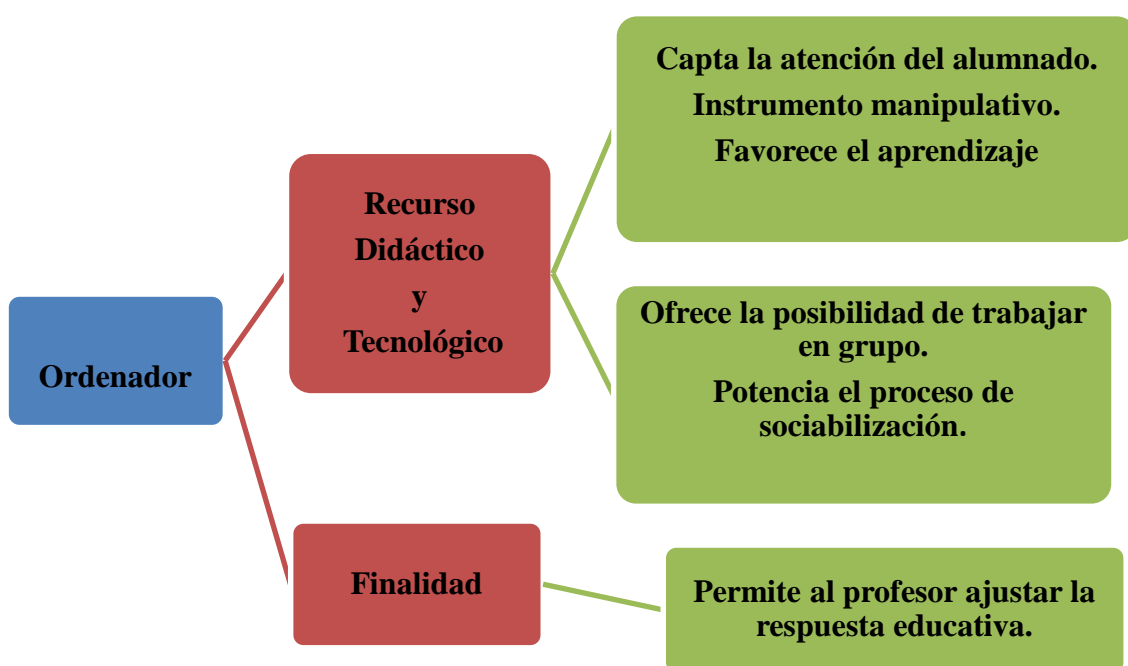 Ordenador
Recurso
Didáctico
y
Tecnológico
Capta la atención del alumnado.
Instrumento manipulativo.
Favorece el aprendizaje
Ofrece la posibilidad de trabajar
en grupo.
Potencia el proceso de
sociabilización.
Finalidad
Permite al profesor ajustar la
respuesta educativa.